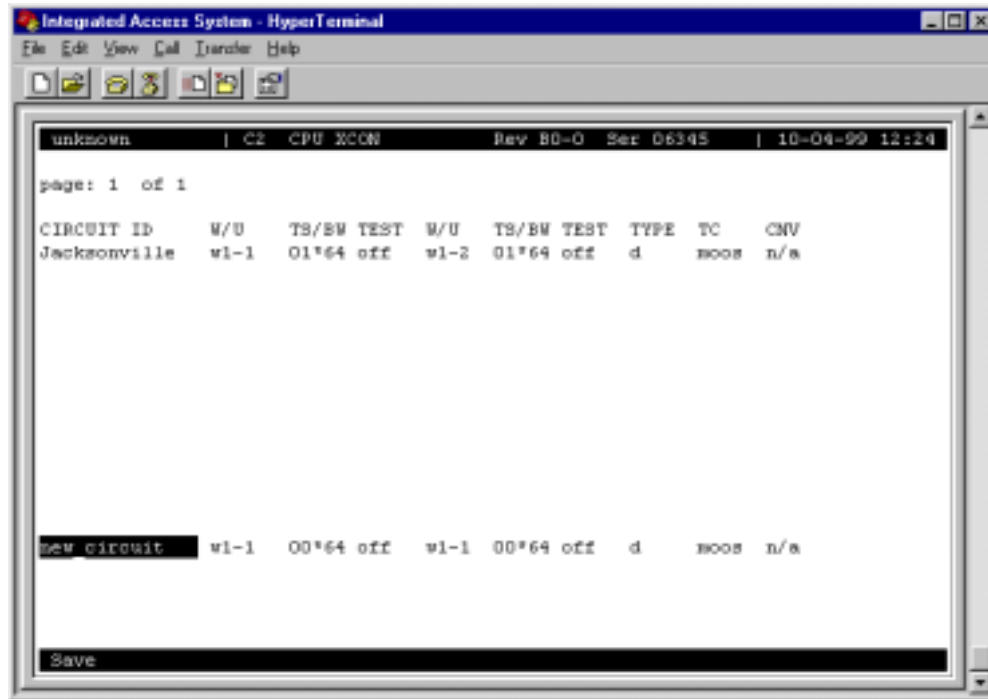 Integrated Access System - HyperTerminal
File Edit View Call Transfer Help
unknown | C2 CPU XCON Rev B0-0 Ser 06345 | 10-04-99 12:24
page: 1 of 1
CIRCUIT ID W/U TS/BW TEST W/U TS/BW TEST TYPE TC CNV
Jacksonville w1-1 01*64 off w1-2 01*64 off d moos n/a
new circuit w1-1 00*64 off w1-1 00*64 off d moos n/a
Save